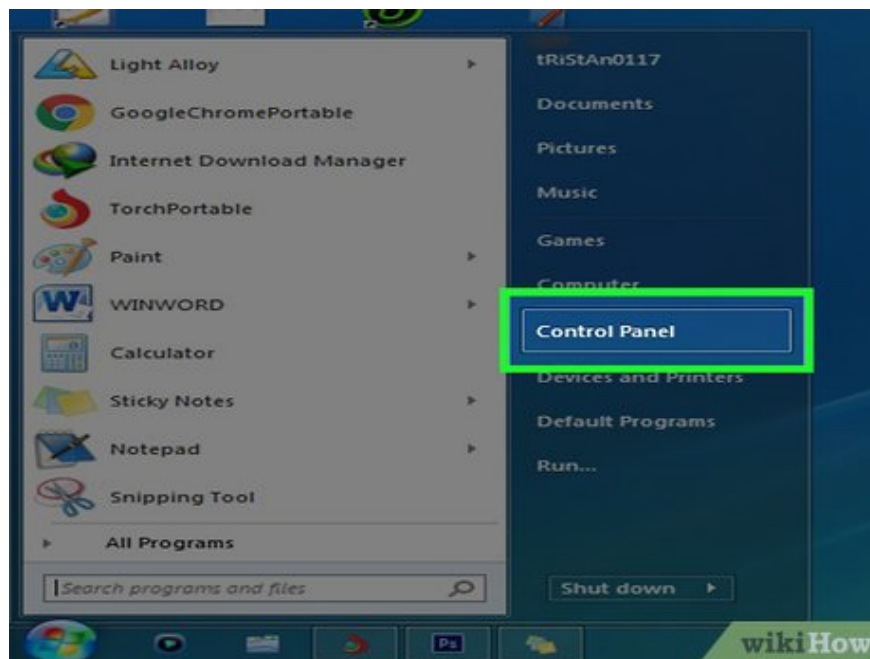 Light Alloy
GoogleChromePortable
Internet Download Manager
TorchPortable
Paint
WINWORD
Calculator
Sticky Notes
Notepad
Snipping Tool
All Programs
Search programs and files
tRiStAn0117
Documents
Pictures
Music
Games
Computer
Control Panel
Devices and Printers
Default Programs
Run...
Shut down
Ps
wikiHow